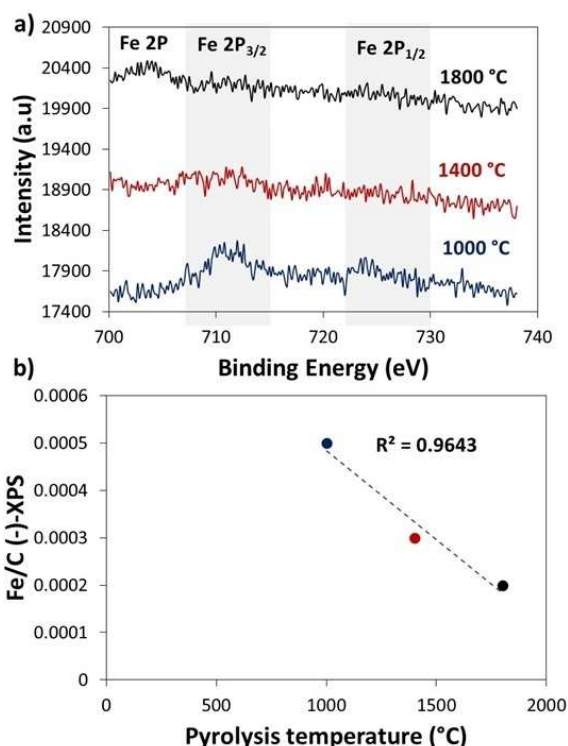 a)
20900
20400
19900
19400
18900
18400
17900
17400
Intensity (a.u)
Fe 2P
Fe 2P3/2
Fe 2P1/2
1800 °C
1400 °C
1000 °C
700
710
720
730
740
Binding Energy (eV)
b)
0.0006
0.0005
0.0004
0.0003
0.0002
0.0001
0
Fe/C (-)-XPS
R² = 0.9643
0
500
1000
1500
2000
Pyrolysis temperature (°C)